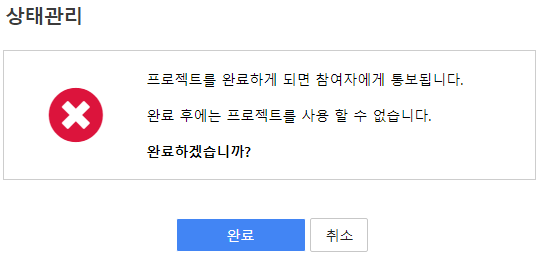 상태관리
프로젝트를 완료하게 되면 참여자에게 통보됩니다.
완료 후에는 프로젝트를 사용 할 수 없습니다.
완료하겠습니까?
완료
취소